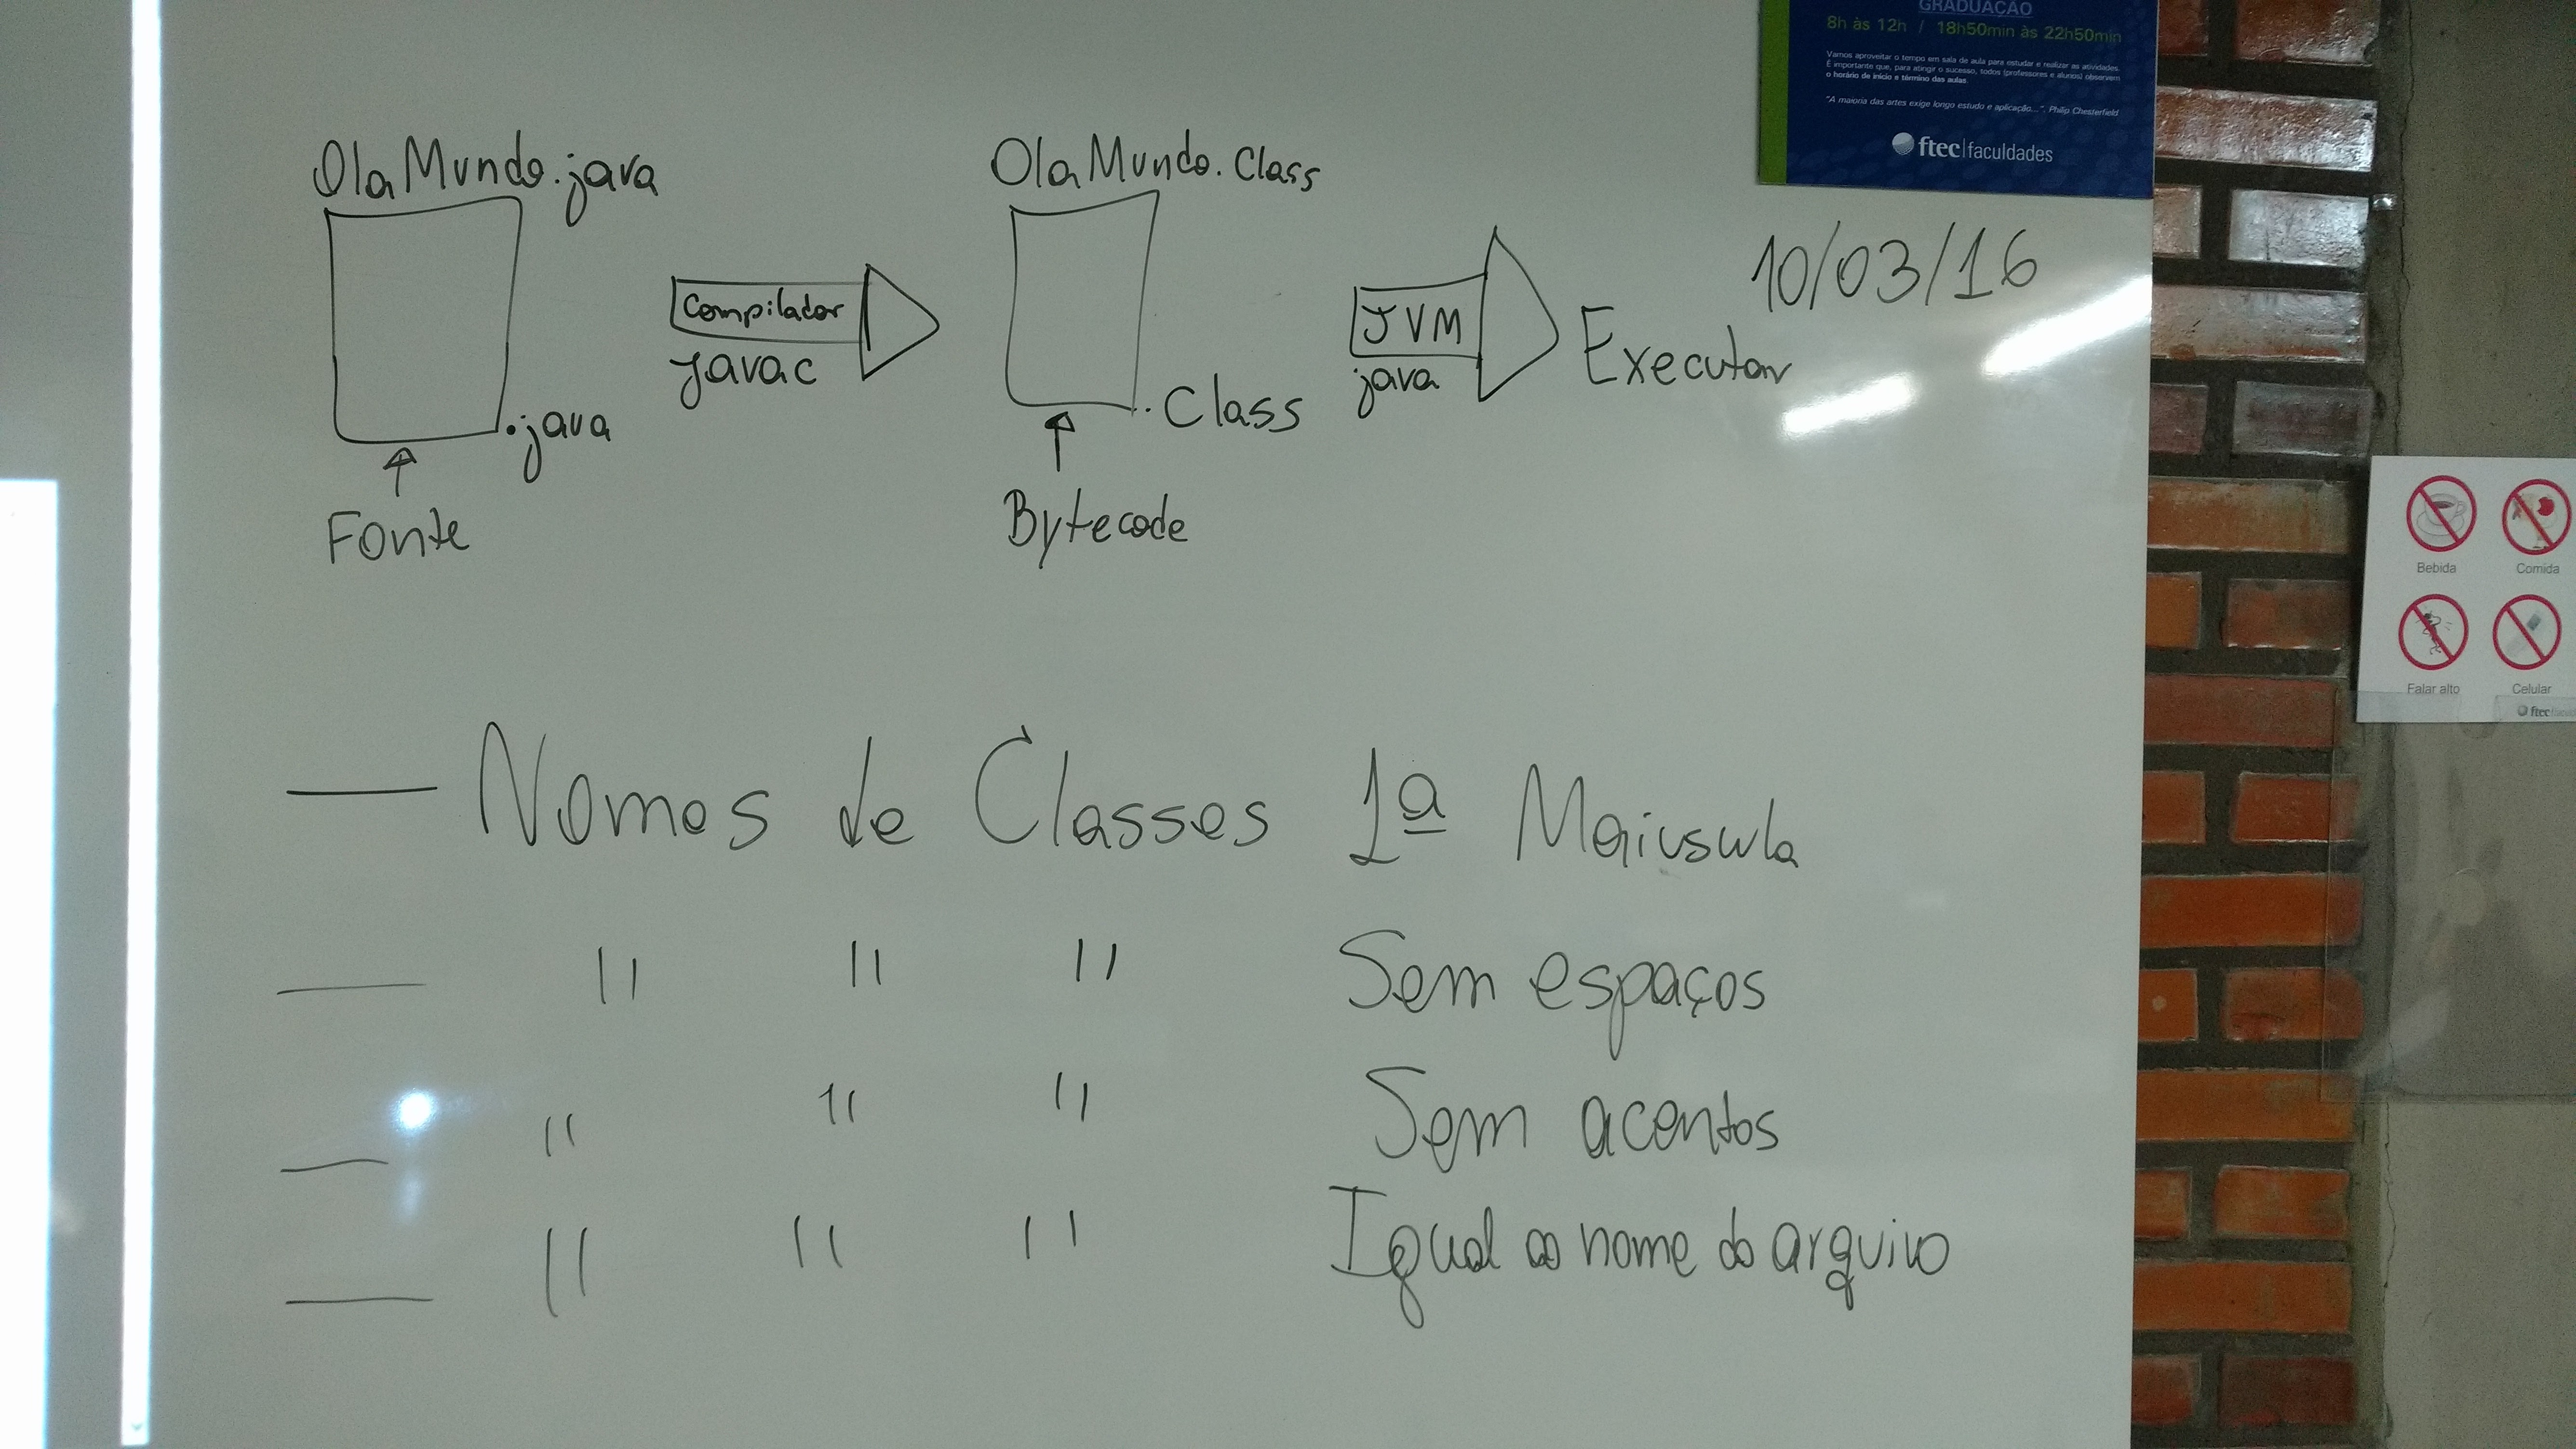 GRADUAÇÃO
8h às 12h / 18h50min às 22h50min
Vamos aproveitar o tempo em sala de aula para estudar e realizar as atividades.
É importante que, para atingir o sucesso, todos (professores e alunos) observem
o horário de início e término das aulas.
"A maioria das artes exige longo estudo e aplicação...". Philip Chesterfield
ftec|faculdades
OlaMundo.java
OlaMundo.Class
10/03/16
Compilador
javac
JVM
java
Executar
.java
.Class
Fonte
Bytecode
Bebida
Comida
Falar alto
Celular
ftec
— Nomes de Classes 1ª Maiuscula
— " " " Sem espaços
— " " " Sem acentos
— " " " Igual ao nome do arquivo